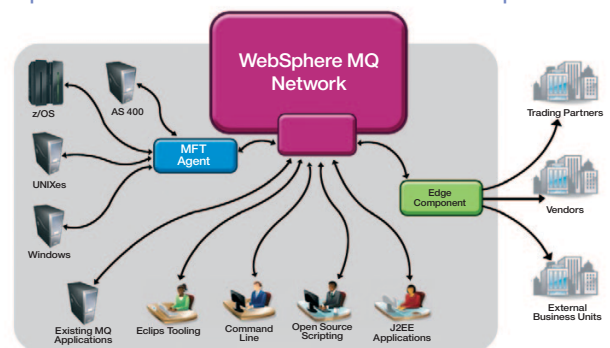 WebSphere MQ
Network
z/OS
AS 400
MFT
Agent
UNIXes
Windows
Edge
Component
Trading Partners
Vendors
External
Business Units
Existing MQ
Applications
Eclips Tooling
Command
Line
Open Source
Scripting
J2EE
Applications